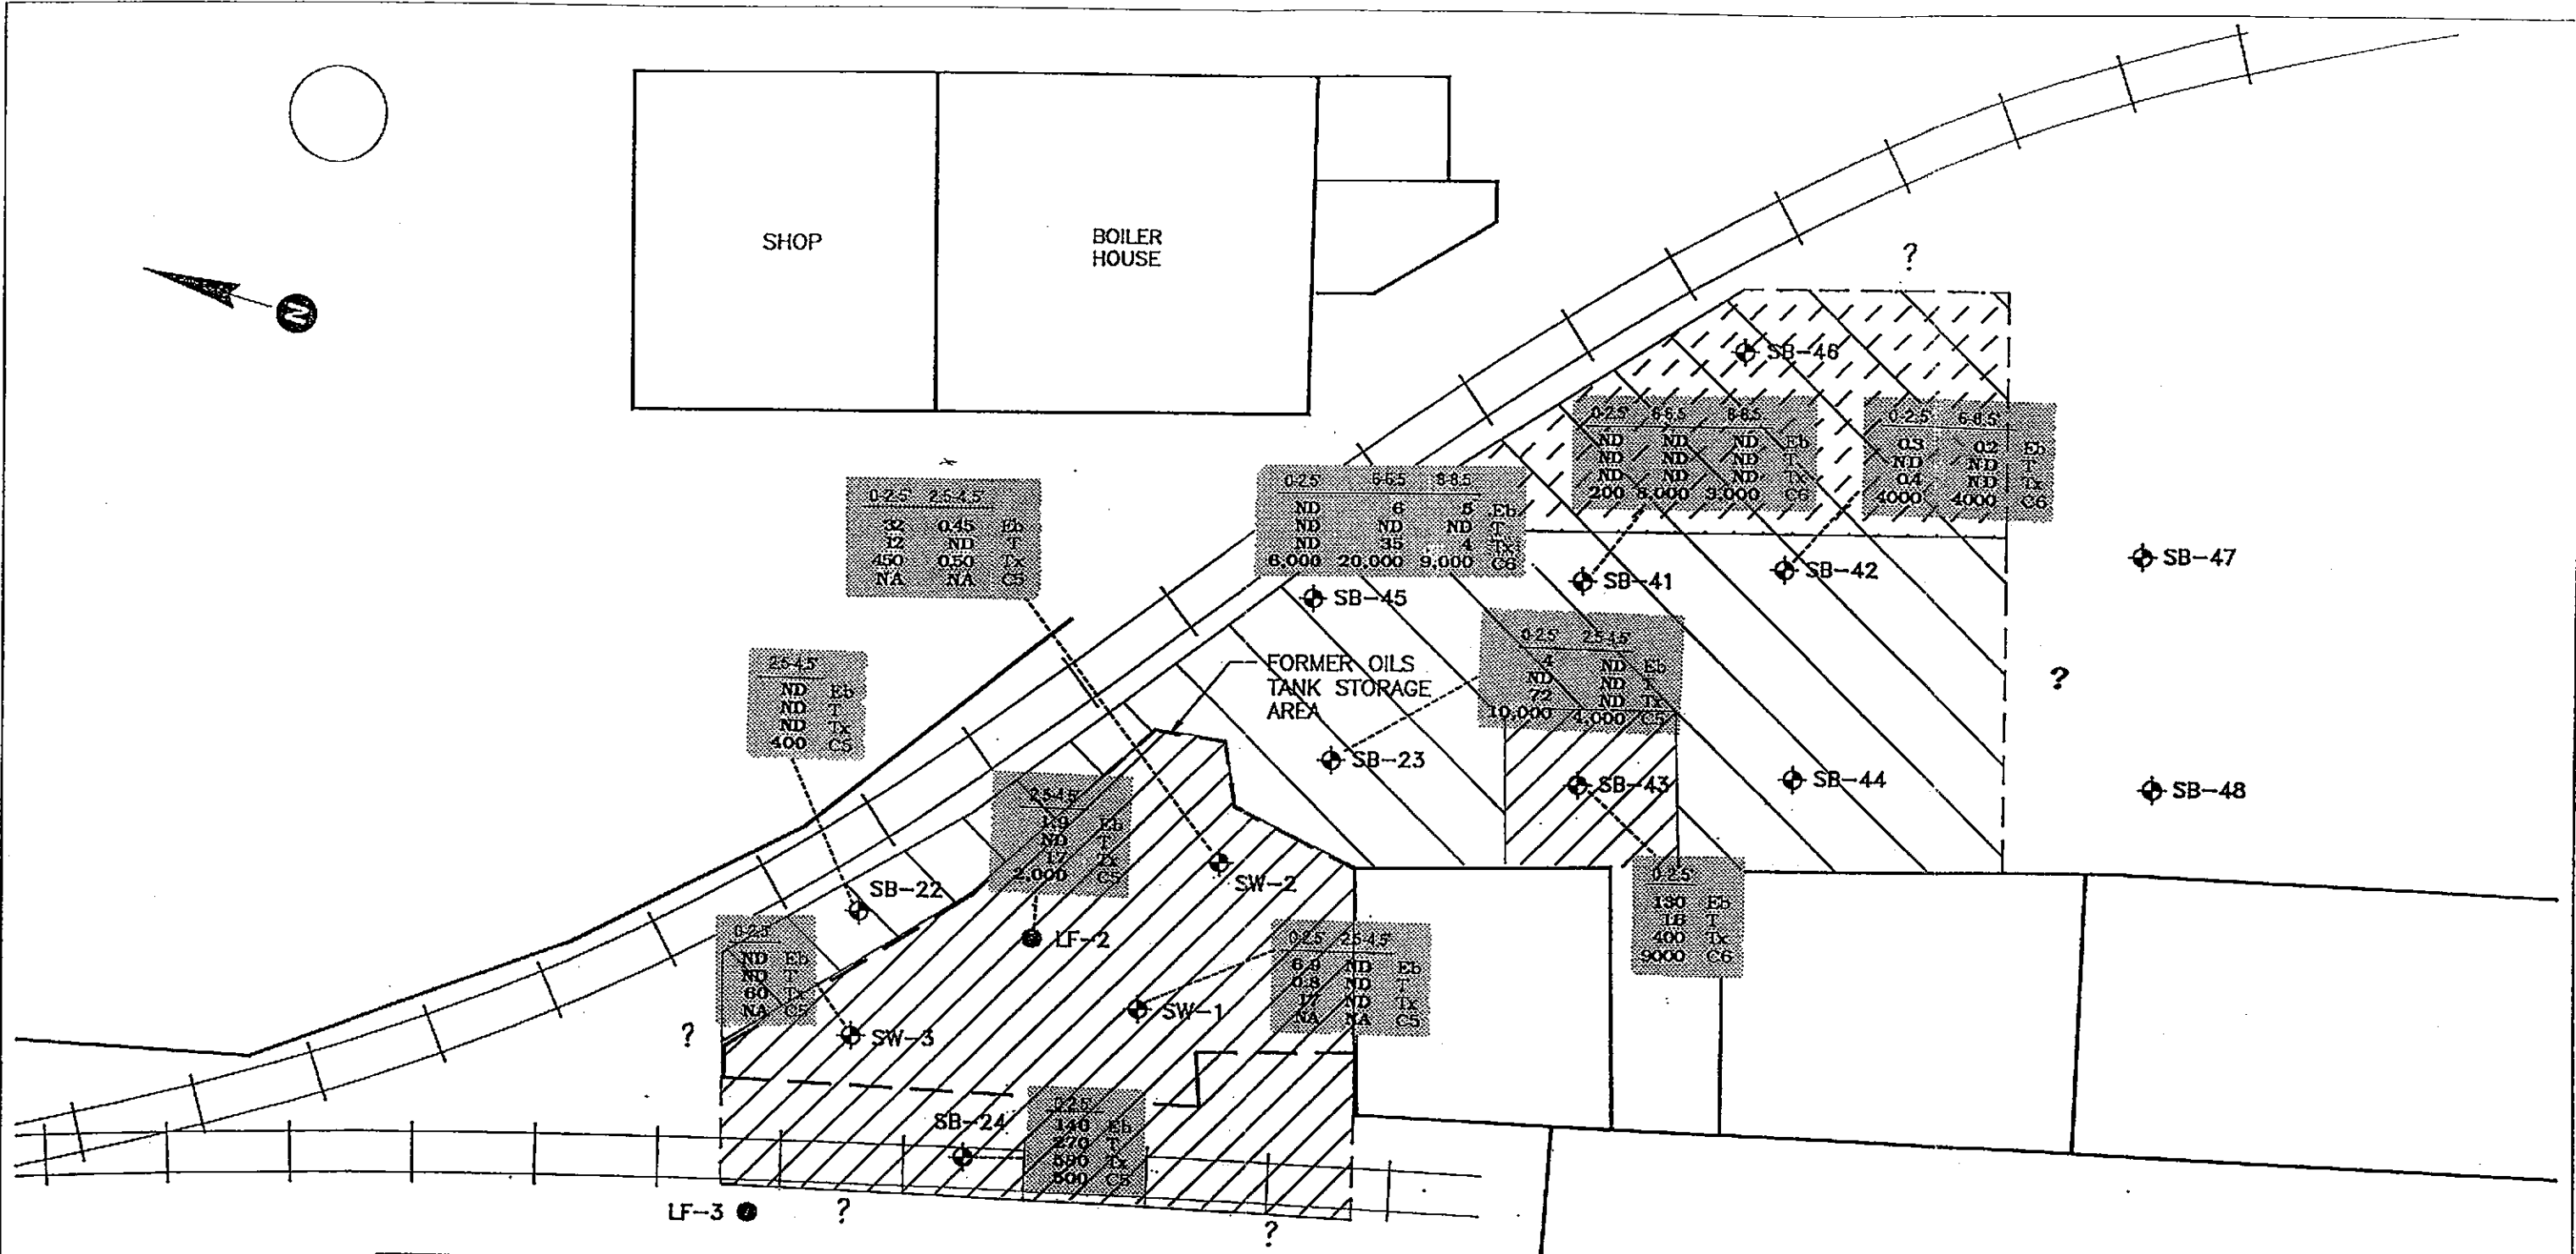 SHOP
BOILER
HOUSE
N
?
SB-46
0-2.5' 6-6.5 8-8.5
ND ND ND Eb
ND ND ND T
ND ND ND Tx
200 8,000 3,000 C6
0-2.5' 6-6.5'
0.3 0.2 Eb
ND ND T
0.4 ND Tx
4000 4000 C6
0-2.5' 6-6.5 8-8.5
ND 6 5 Eb
ND ND ND T
ND 35 4 Tx
6,000 20,000 9,000 C6
0-2.5' 2.5-4.5'
32 0.45 Eb
12 ND T
450 0.50 Tx
NA NA C5
SB-47
SB-42
SB-41
SB-45
0-2.5' 2.5-4.5'
4 ND Eb
ND ND T
72 ND Tx
10,000 4,000 C5
FORMER OILS
TANK STORAGE
AREA
2.5-4.5'
ND Eb
ND T
ND Tx
400 C5
?
SB-23
SB-43
SB-44
SB-48
2.5-4.5'
1.9 Eb
ND T
17 Tx
2,000 C5
SB-22
SW-2
0-2.5'
130 Eb
T
400 Tx
9000 C6
LF-2
0-2.5'
ND Eb
ND T
60 Tx
NA C5
0-2.5' 2.5-4.5'
6.9 ND Eb
0.8 ND T
17 ND Tx
NA NA C5
SW-1
?
SW-3
SB-24
0-2.5'
140 Eb
270 T
590 Tx
500 C5
LF-3
?
?